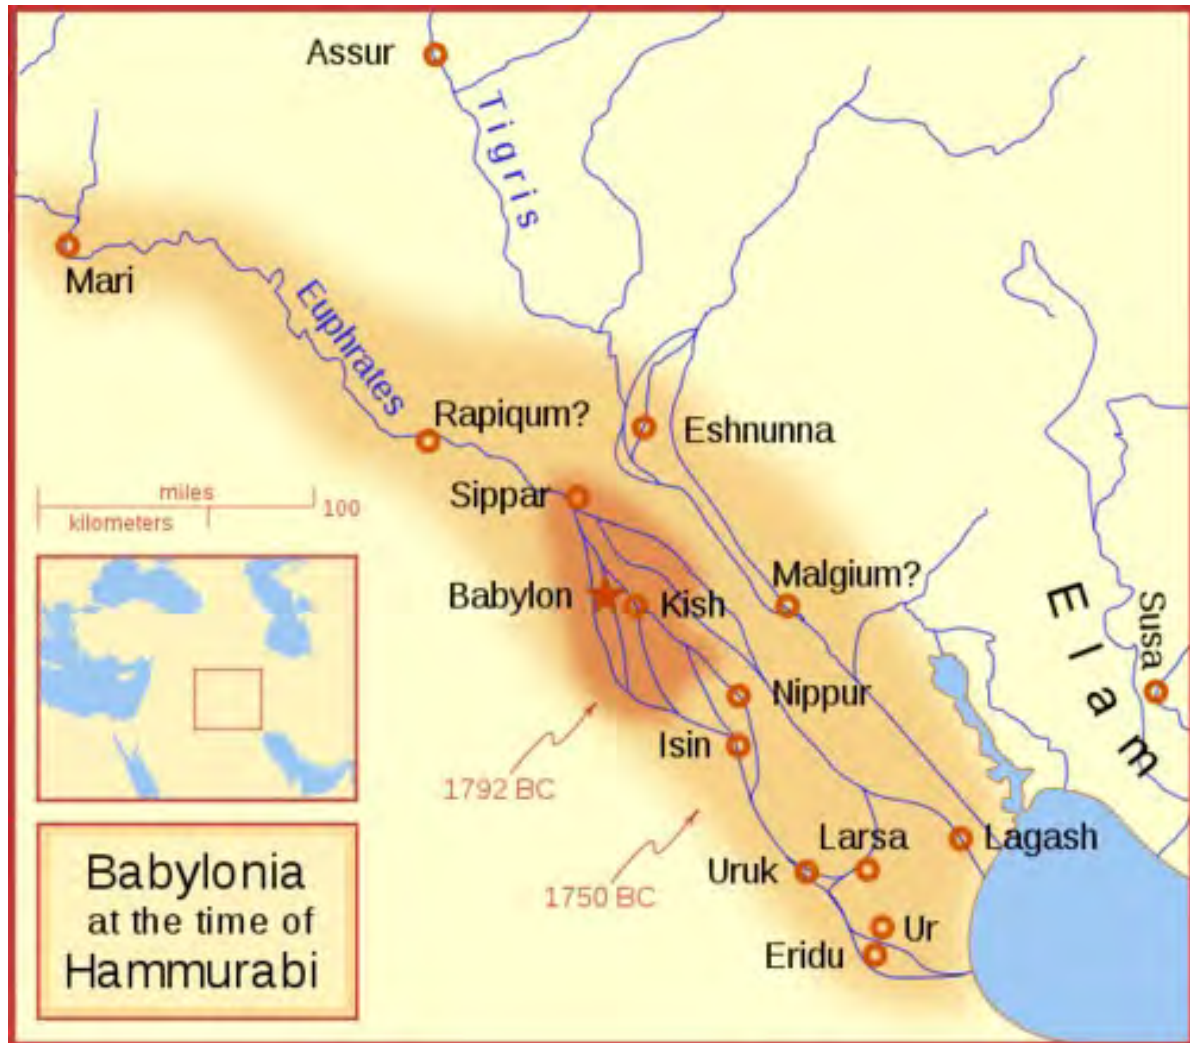 Assur
Tigris
Mari
Euphrates
Rapiqum?
Eshnunna
Sippar
miles
kilometers
100
Malgium?
Babylon
Kish
Elam
Susa
Nippur
Isin
1792 BC
Larsa
Lagash
Uruk
1750 BC
Ur
Eridu
Babylonia
at the time of
Hammurabi